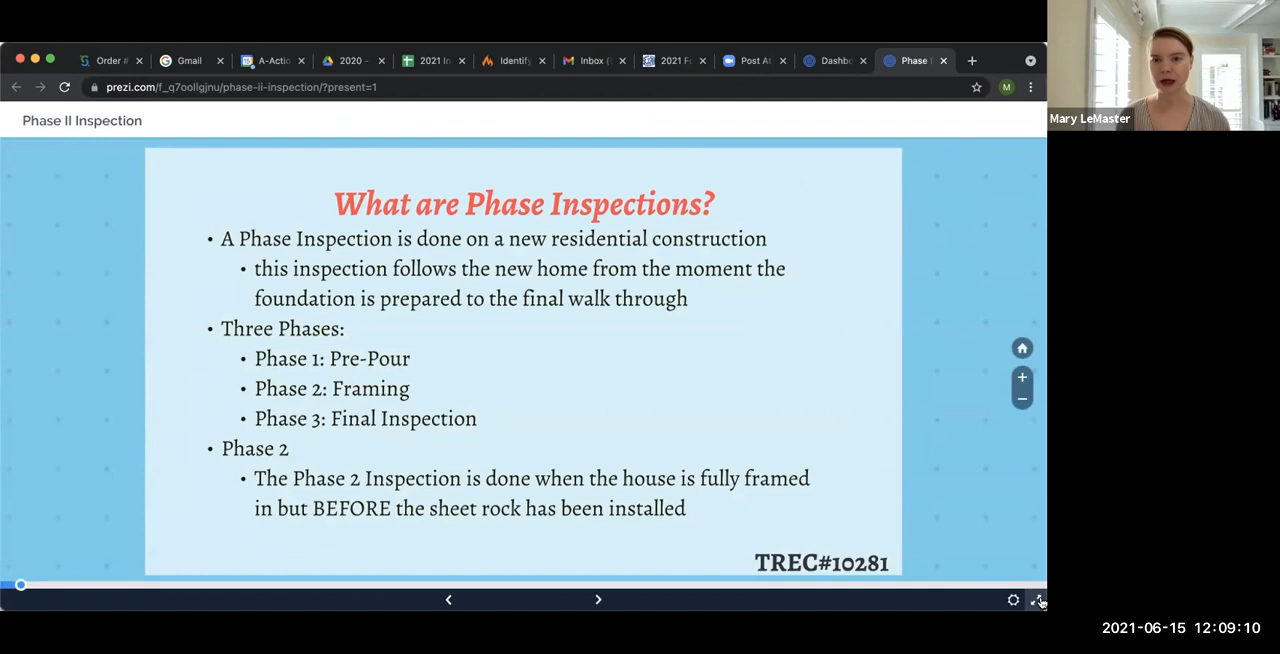 Order #
Gmail
A-Actio
2020 -
2021 In
Identify
Inbox (
2021 Fo
Post At
Dashbo
Phase I
prezi.com/f_q7oollgjnu/phase-ii-inspection/?present=1
M
Phase II Inspection
What are Phase Inspections?
• A Phase Inspection is done on a new residential construction
• this inspection follows the new home from the moment the
foundation is prepared to the final walk through
• Three Phases:
• Phase 1: Pre-Pour
• Phase 2: Framing
• Phase 3: Final Inspection
• Phase 2
• The Phase 2 Inspection is done when the house is fully framed
in but BEFORE the sheet rock has been installed
TREC#10281
Mary LeMaster
2021-06-15 12:09:10